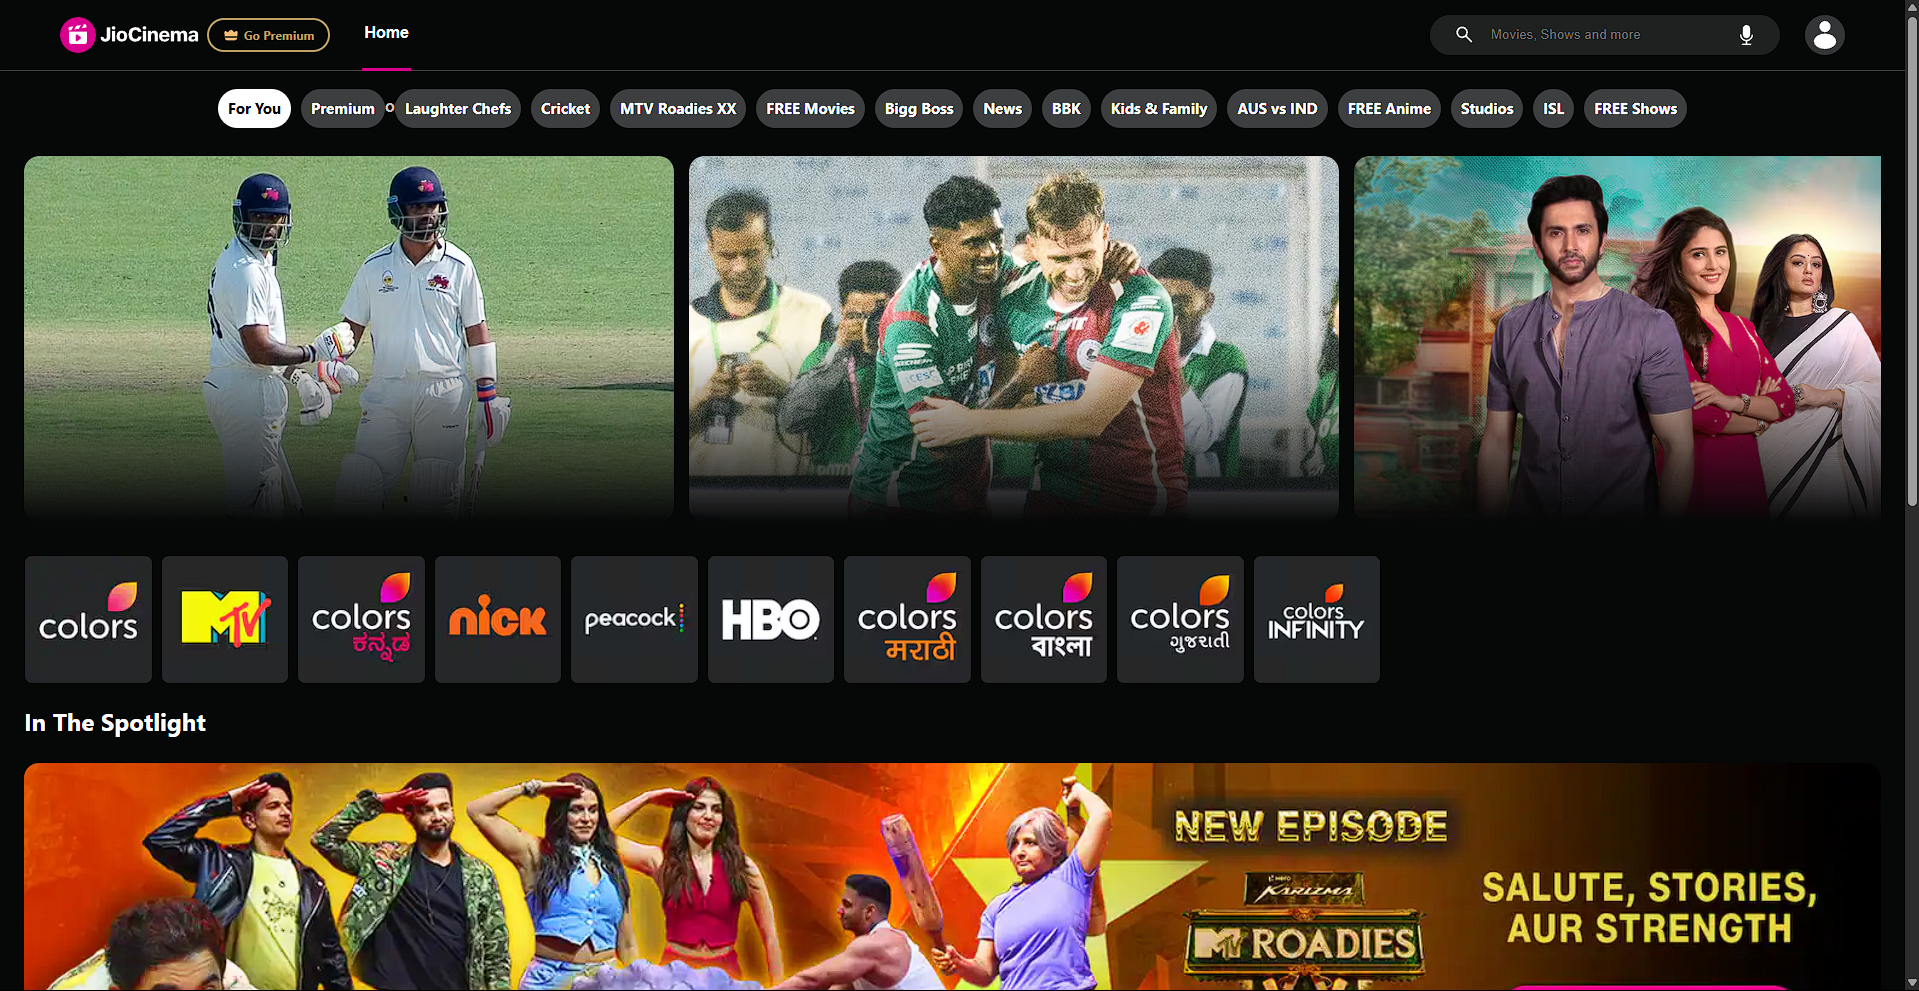 JioCinema
Go Premium
Home
Movies, Shows and more
For You
Premium
o
Laughter Chefs
Cricket
MTV Roadies XX
FREE Movies
Bigg Boss
News
BBK
Kids & Family
AUS vs IND
FREE Anime
Studios
ISL
FREE Shows
CESC
colors
MTV
colors
ಕನ್ನಡ
nick
peacock
HBO
colors
मराठी
colors
বাংলা
colors
ગુજરાતી
colors
INFINITY
In The Spotlight
NEW EPISODE
Hero
KARIZMA
MTV ROADIES
SALUTE, STORIES,
AUR STRENGTH